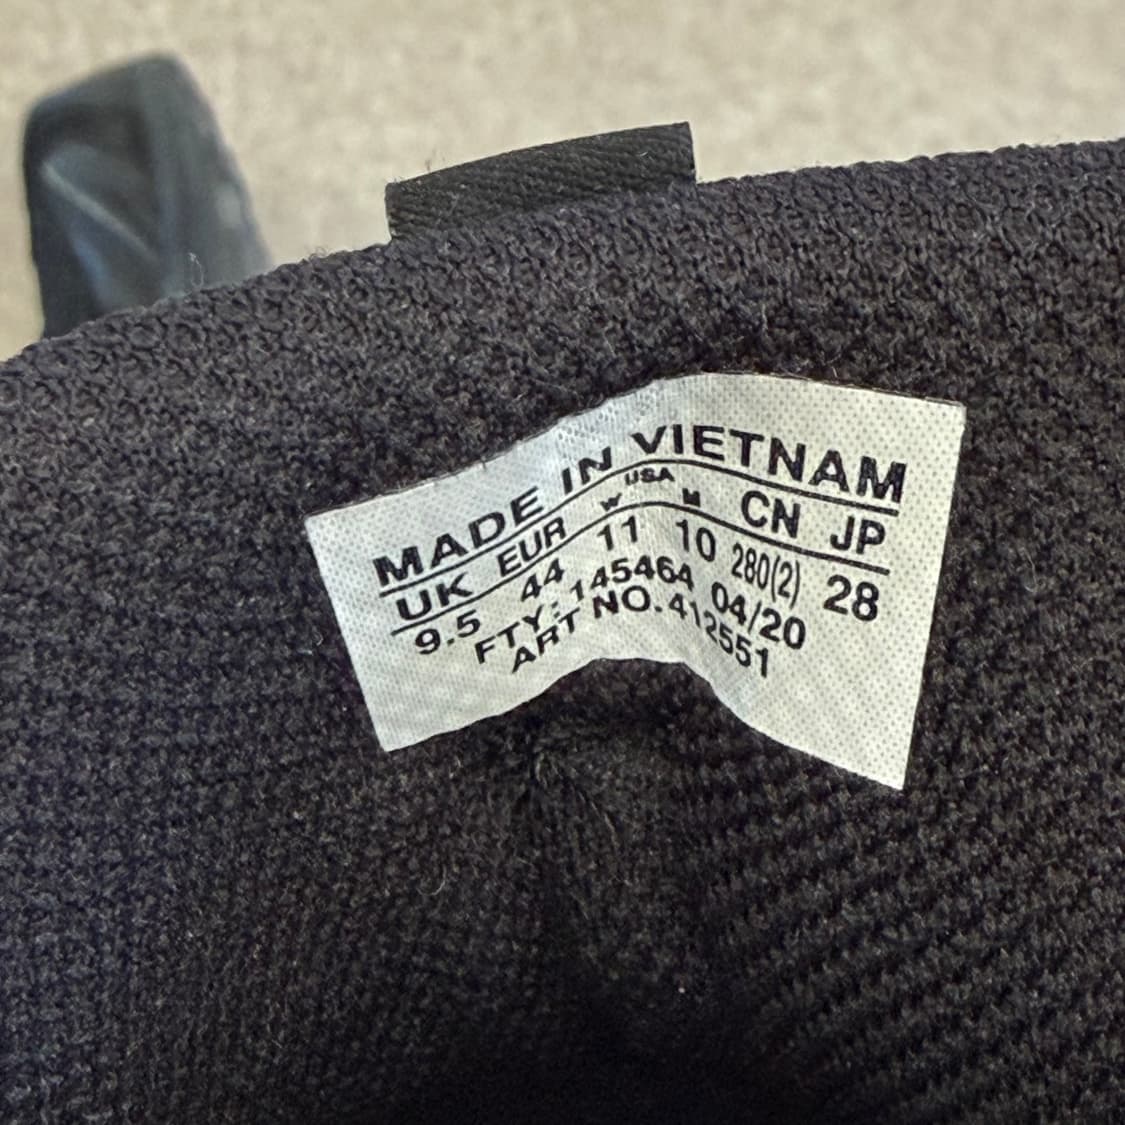 MADE IN VIETNAM
USA
UK EUR W M CN JP
9.5 44 11 10 280(2) 28
FTY: 145464 04/20
ART NO. 412551